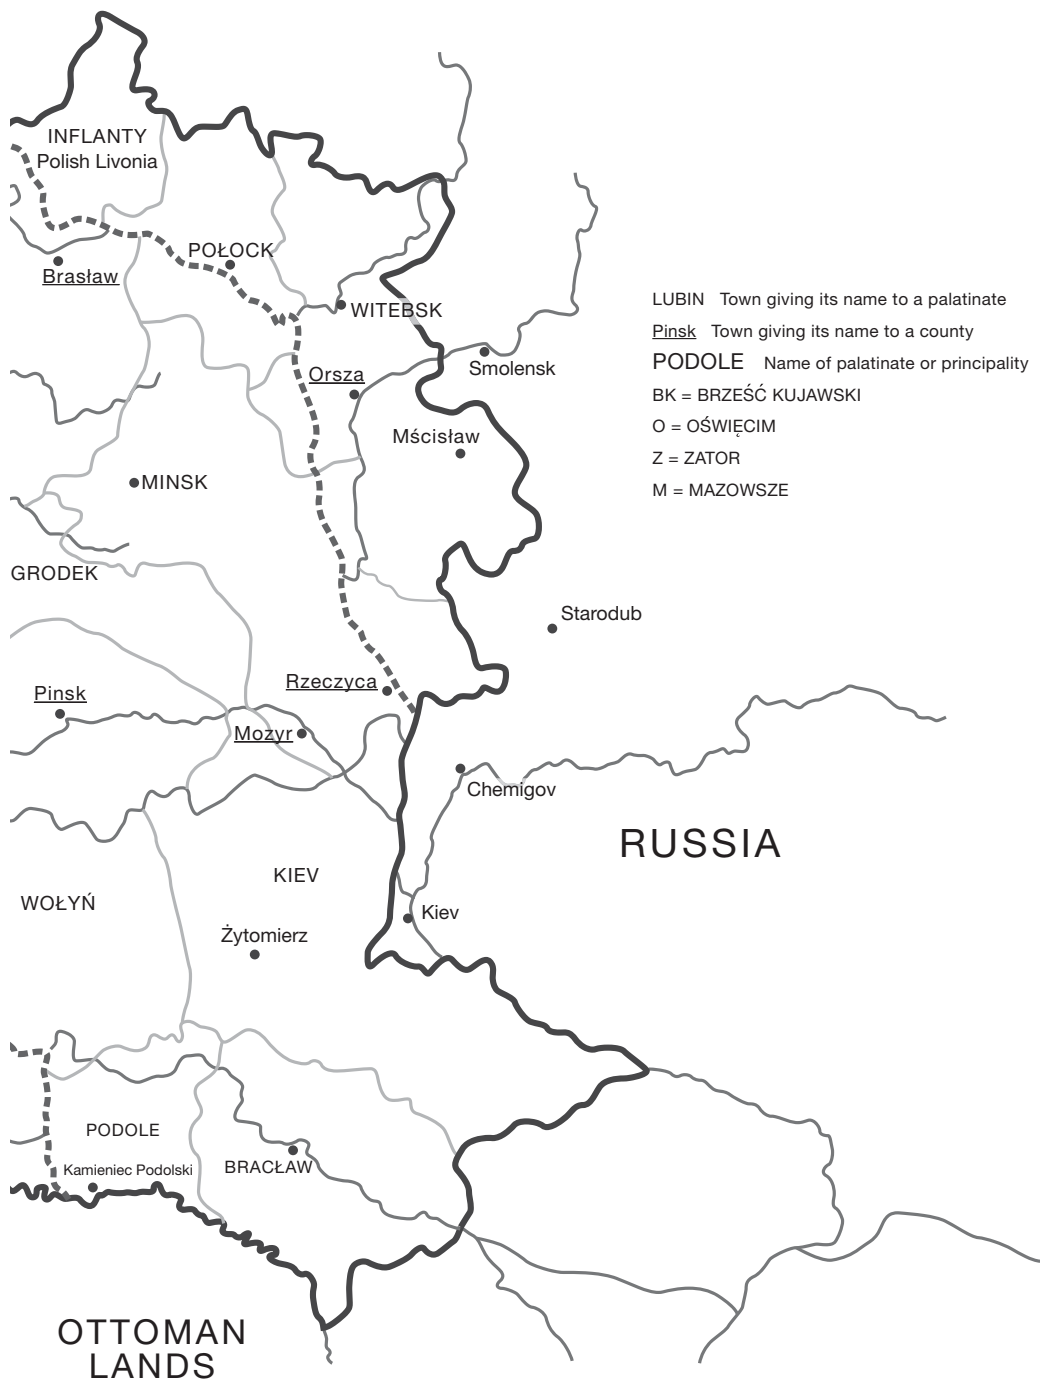 INFLANTY
Polish Livonia
POŁOCK
Brasław
WITEBSK
Orsza
Smolensk
Mścisław
MINSK
GRODEK
Starodub
Rzeczyca
Pinsk
Mozyr
Chemigov
RUSSIA
KIEV
WOŁYŃ
Kiev
Żytomierz
PODOLE
Kamieniec Podolski
BRACŁAW
OTTOMAN
LANDS
LUBIN Town giving its name to a palatinate
Pinsk Town giving its name to a county
PODOLE Name of palatinate or principality
BK = BRZEŚĆ KUJAWSKI
O = OŚWIĘCIM
Z = ZATOR
M = MAZOWSZE